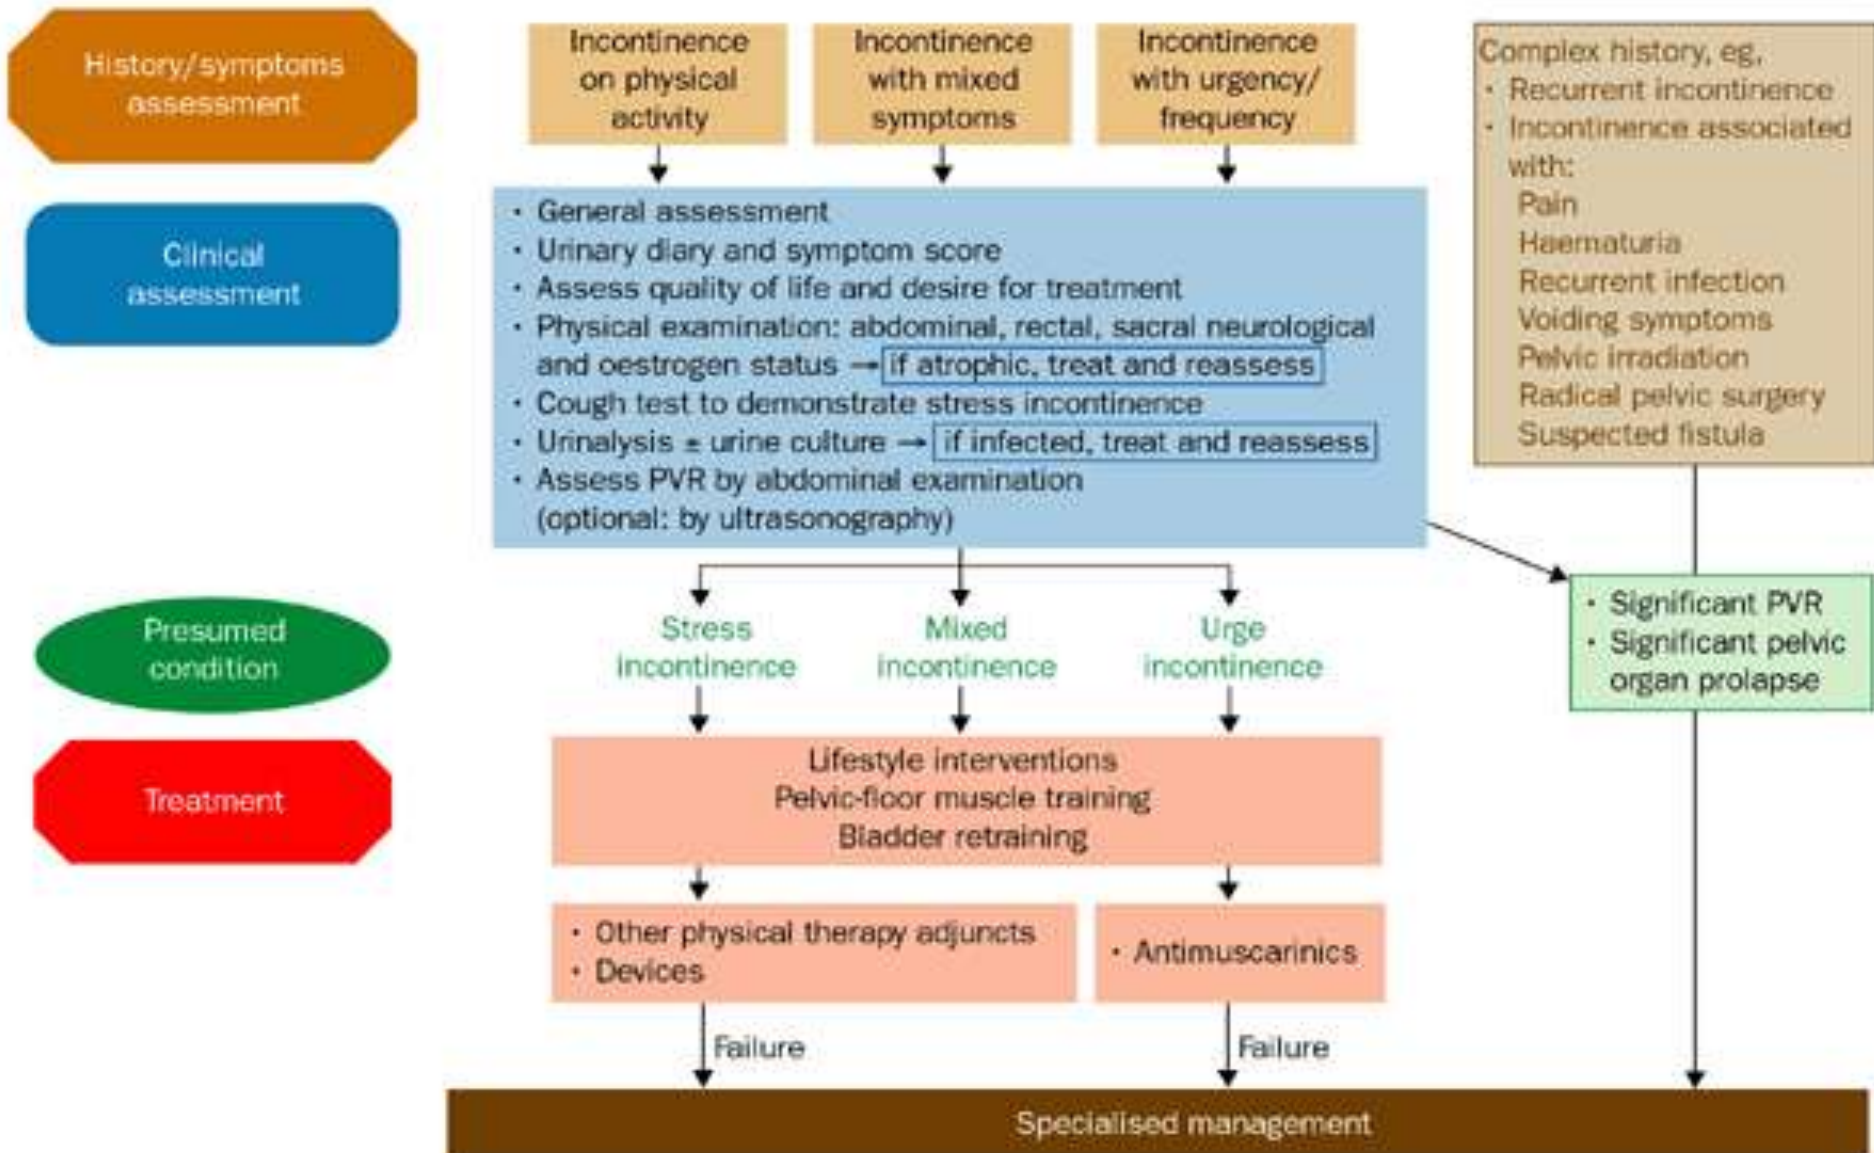 History/symptoms
assessment
Incontinence
on physical
activity
Incontinence
with mixed
symptoms
Incontinence
with urgency/
frequency
Complex history, eg,
· Recurrent incontinence
· Incontinence associated
with:
Pain
Haematuria
Recurrent infection
Voiding symptoms
Pelvic irradiation
Radical pelvic surgery
Suspected fistula
Clinical
assessment
· General assessment
· Urinary diary and symptom score
· Assess quality of life and desire for treatment
· Physical examination: abdominal, rectal, sacral neurological
and oestrogen status → if atrophic, treat and reassess
· Cough test to demonstrate stress incontinence
· Urinalysis ± urine culture → if infected, treat and reassess
· Assess PVR by abdominal examination
(optional: by ultrasonography)
Presumed
condition
Stress
incontinence
Mixed
incontinence
Urge
incontinence
· Significant PVR
· Significant pelvic
organ prolapse
Treatment
Lifestyle interventions
Pelvic-floor muscle training
Bladder retraining
· Other physical therapy adjuncts
· Devices
· Antimuscarinics
Failure
Failure
Specialised management